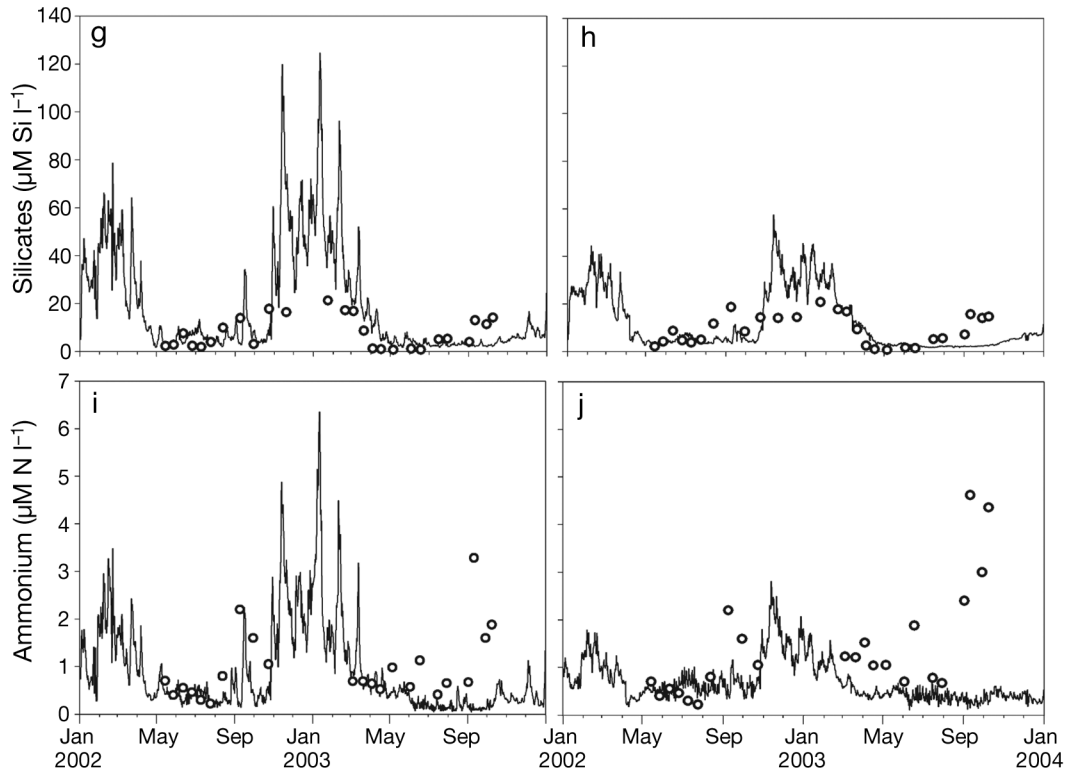 g
h
Silicates (µM Si l⁻¹)
140
120
100
80
60
40
20
0
i
j
Ammonium (µM N l⁻¹)
7
6
5
4
3
2
1
0
Jan May Sep Jan May Sep Jan May Sep Jan May Sep Jan
2002 2003 2002 2003 2004